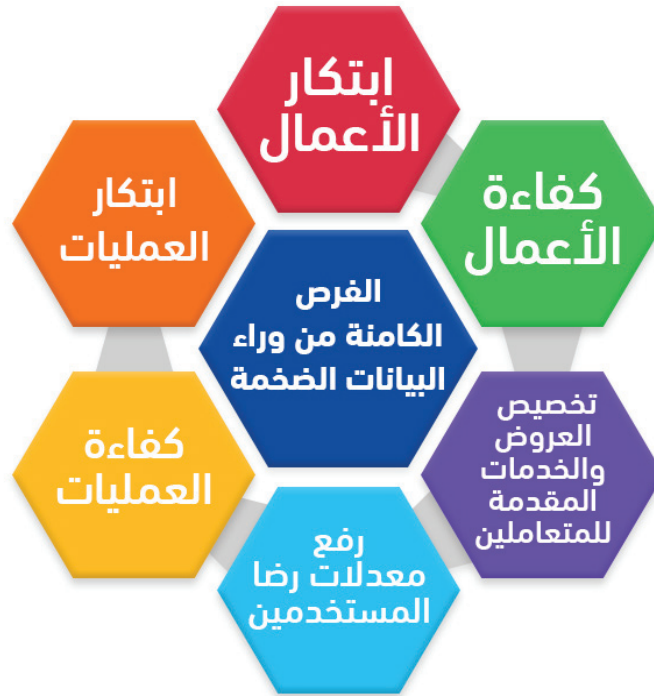 ابتكار
الأعمال
كفاءة
الأعمال
ابتكار
العمليات
الفرص
الكامنة من وراء
البيانات الضخمة
تخصيص
العروض
والخدمات
المقدمة
للمتعاملين
كفاءة
العمليات
رفع
معدلات رضا
المستخدمين